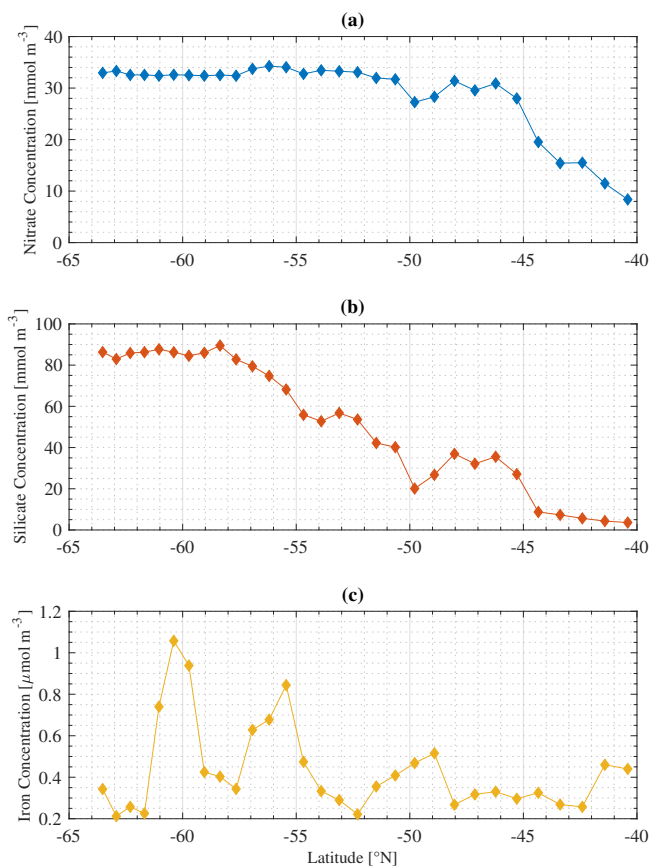 (a)
Nitrate Concentration [mmol m⁻³]
40
30
20
10
0
-65 -60 -55 -50 -45 -40
(b)
Silicate Concentration [mmol m⁻³]
100
80
60
40
20
0
-65 -60 -55 -50 -45 -40
(c)
Iron Concentration [μmol m⁻³]
1.2
1
0.8
0.6
0.4
0.2
-65 -60 -55 -50 -45 -40
Latitude [°N]